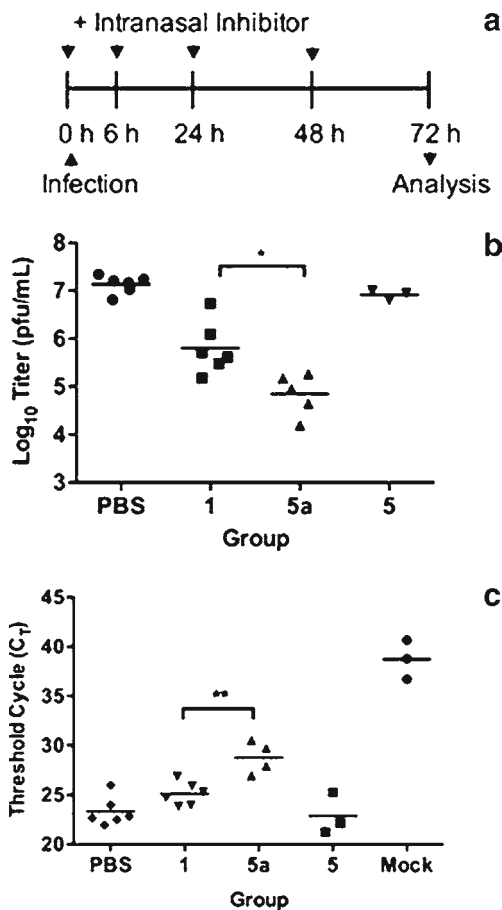 a
+ Intranasal Inhibitor
0 h 6 h 24 h 48 h 72 h
Infection Analysis
b
Log10 Titer (pfu/mL)
8
7
6
5
4
3
*
PBS 1 5a 5
Group
c
Threshold Cycle (CT)
45
40
35
30
25
20
**
PBS 1 5a 5 Mock
Group